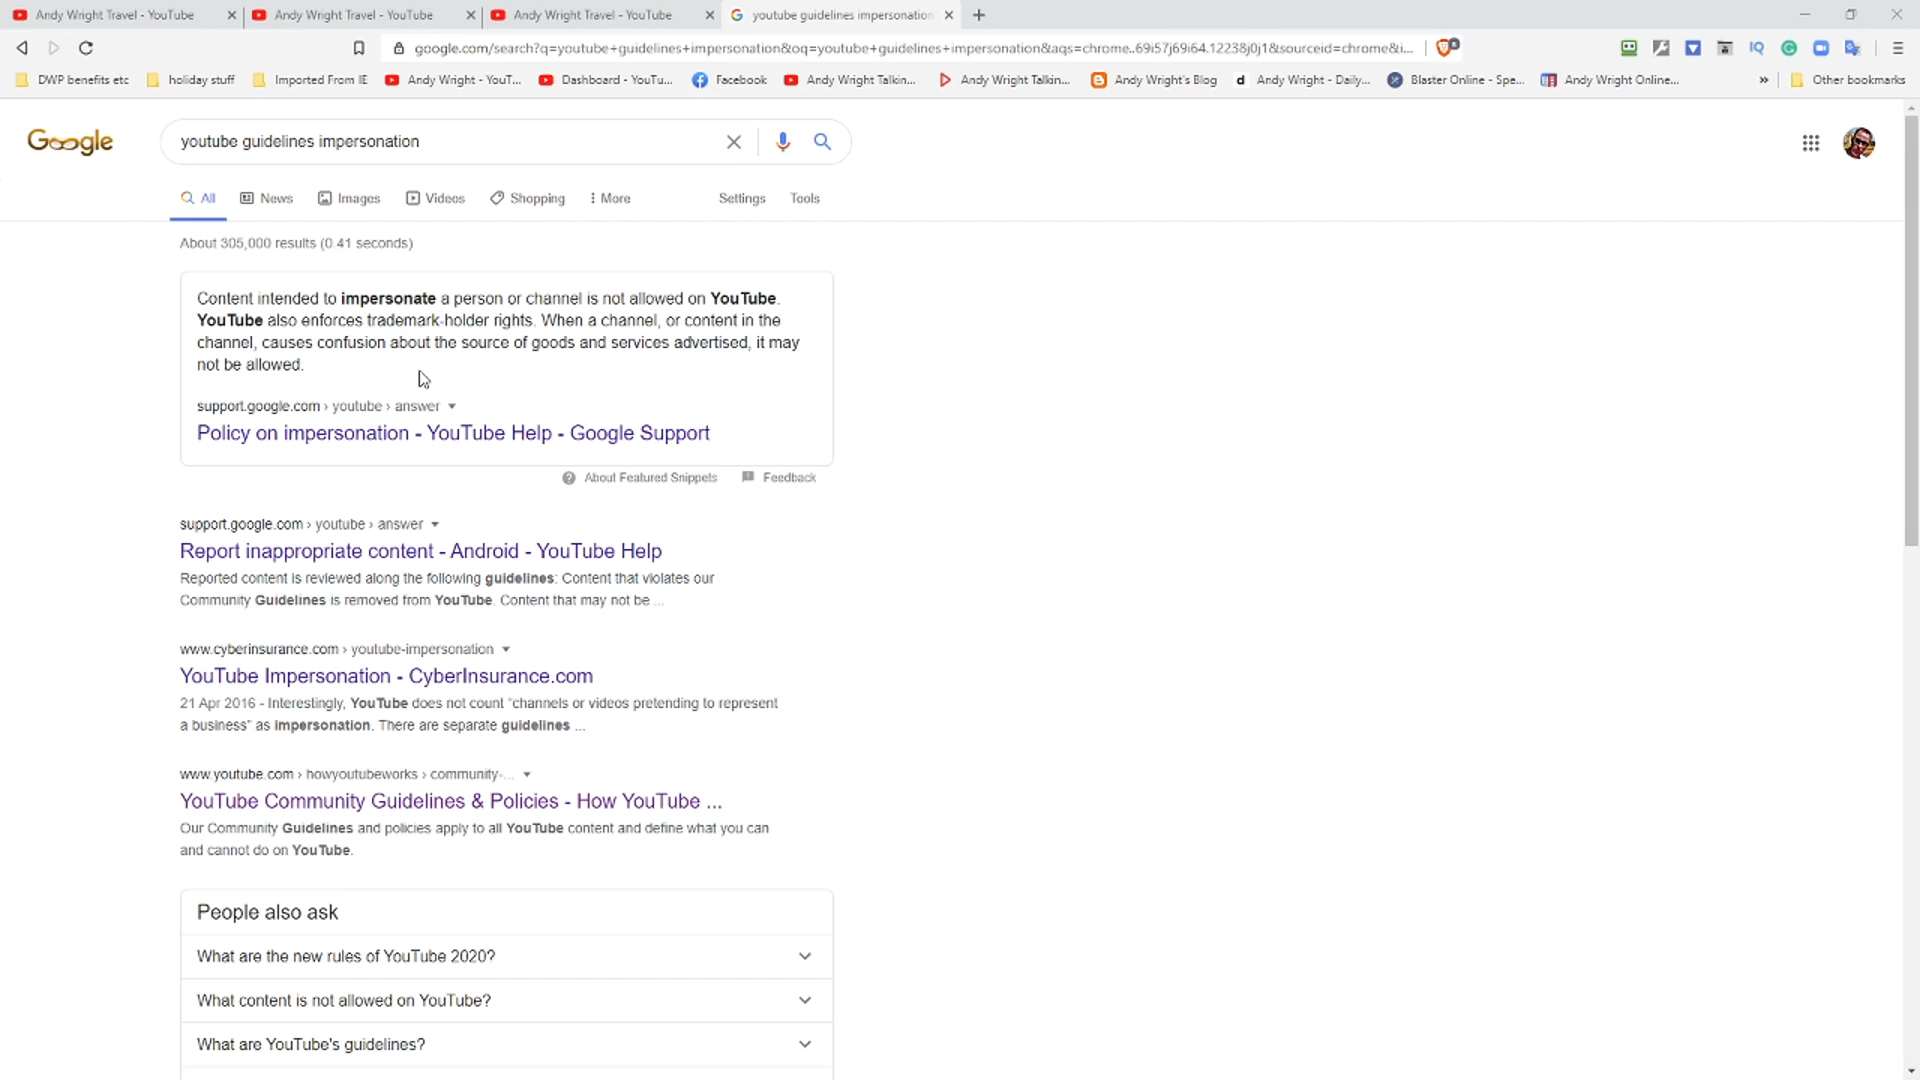 Andy Wright Travel - YouTube
Andy Wright Travel - YouTube
Andy Wright Travel - YouTube
youtube guidelines impersonation
google.com/search?q=youtube+guidelines+impersonation&oq=youtube+guidelines+impersonation&aqs=chrome..69i57j69i64.12238j0j1&sourceid=chrome&i...
DWP benefits etc
holiday stuff
Imported From IE
Andy Wright - YouT...
Dashboard - YouTu...
Facebook
Andy Wright Talkin...
Andy Wright Talkin...
Andy Wright's Blog
Andy Wright - Daily...
Blaster Online - Spe...
Andy Wright Online...
»
Other bookmarks
Google
youtube guidelines impersonation
All
News
Images
Videos
Shopping
More
Settings
Tools
About 305,000 results (0.41 seconds)
Content intended to impersonate a person or channel is not allowed on YouTube.
YouTube also enforces trademark-holder rights. When a channel, or content in the
channel, causes confusion about the source of goods and services advertised, it may
not be allowed.
support.google.com › youtube › answer
Policy on impersonation - YouTube Help - Google Support
About Featured Snippets
Feedback
support.google.com › youtube › answer
Report inappropriate content - Android - YouTube Help
Reported content is reviewed along the following guidelines: Content that violates our
Community Guidelines is removed from YouTube. Content that may not be ...
www.cyberinsurance.com › youtube-impersonation
YouTube Impersonation - CyberInsurance.com
21 Apr 2016 - Interestingly, YouTube does not count "channels or videos pretending to represent
a business" as impersonation. There are separate guidelines ...
www.youtube.com › howyoutubeworks › community-...
YouTube Community Guidelines & Policies - How YouTube ...
Our Community Guidelines and policies apply to all YouTube content and define what you can
and cannot do on YouTube.
People also ask
What are the new rules of YouTube 2020?
What content is not allowed on YouTube?
What are YouTube's guidelines?